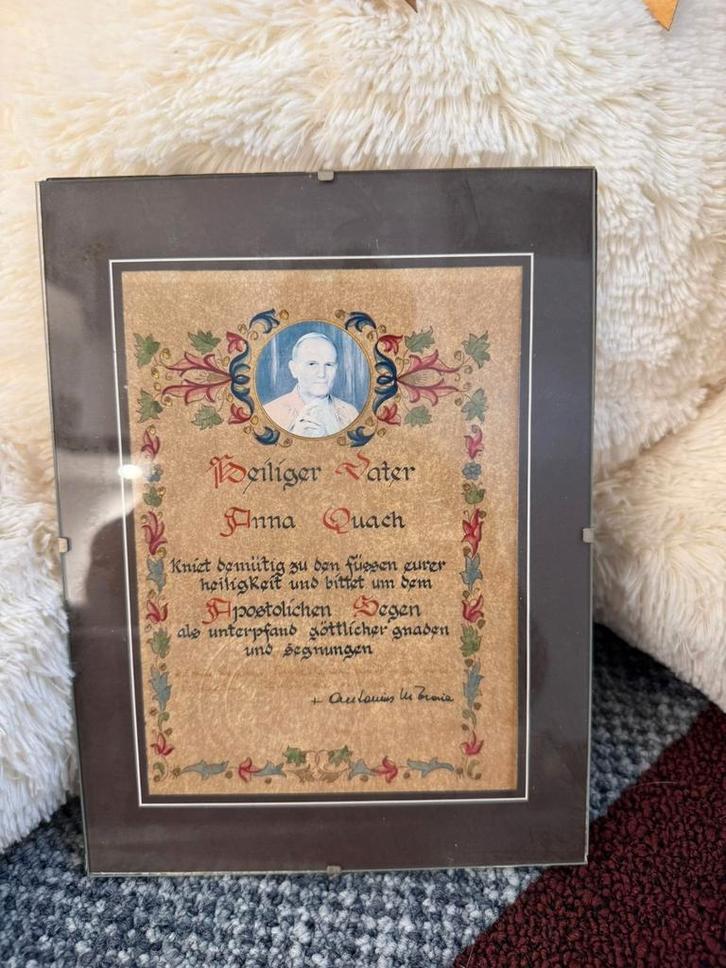 Heiliger Vater
Anna Quach
Kniet demütig zu den füssen eurer
heiligkeit und bittet um dem
Apostolichen Segen
als unterpfand göttlicher gnaden
und segnungen